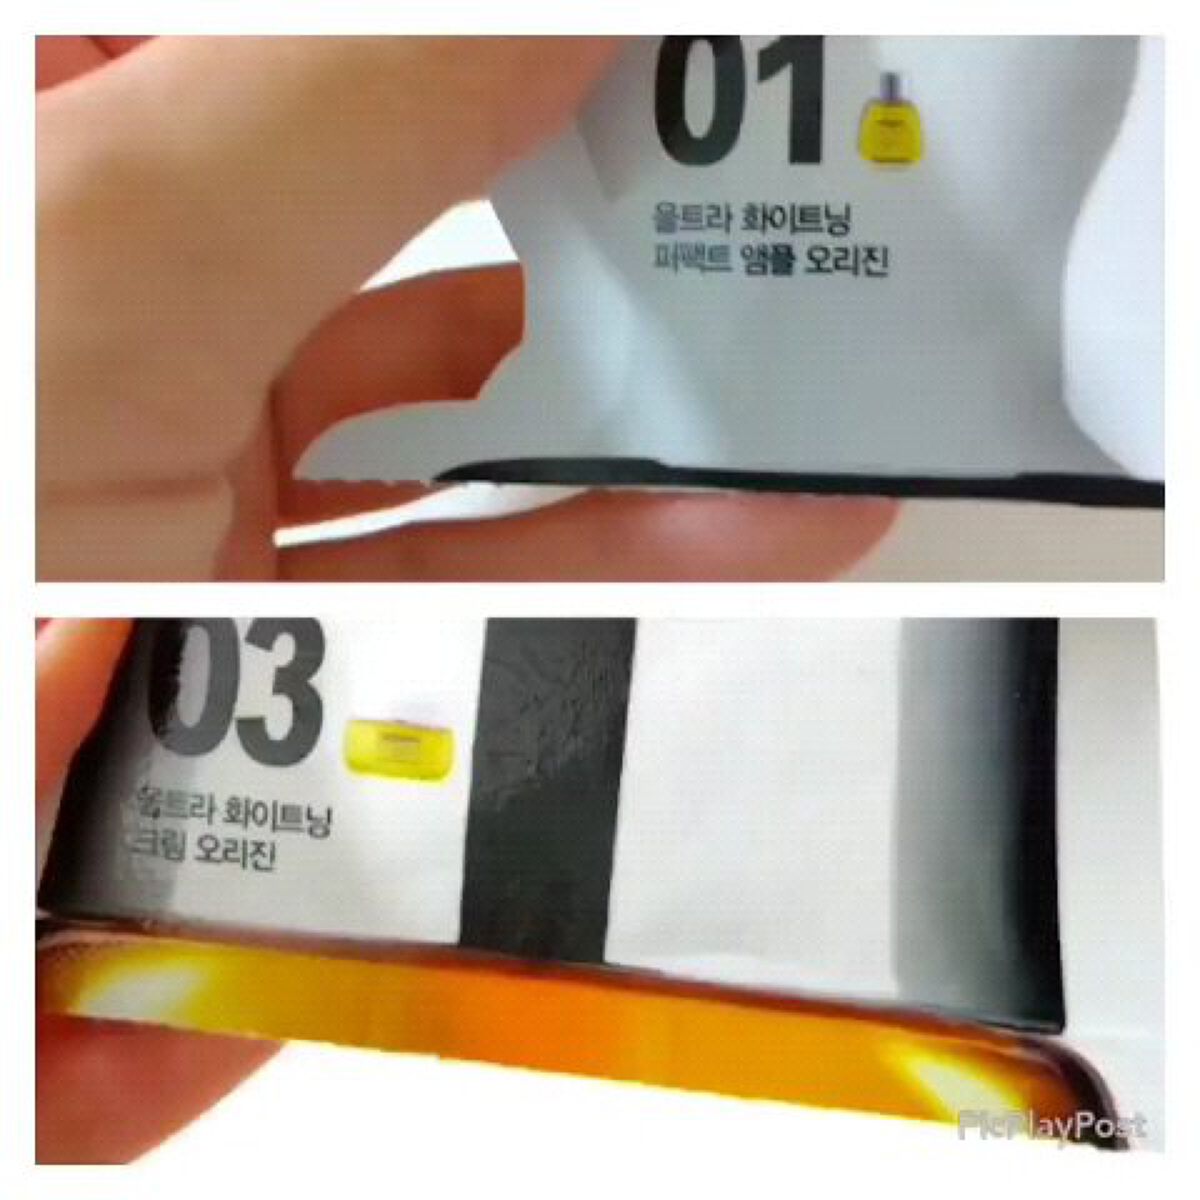 01
울트라 화이트닝
퍼팩트 앰플 오리진
03
울트라 화이트닝
크림 오리진
PicPlayPost